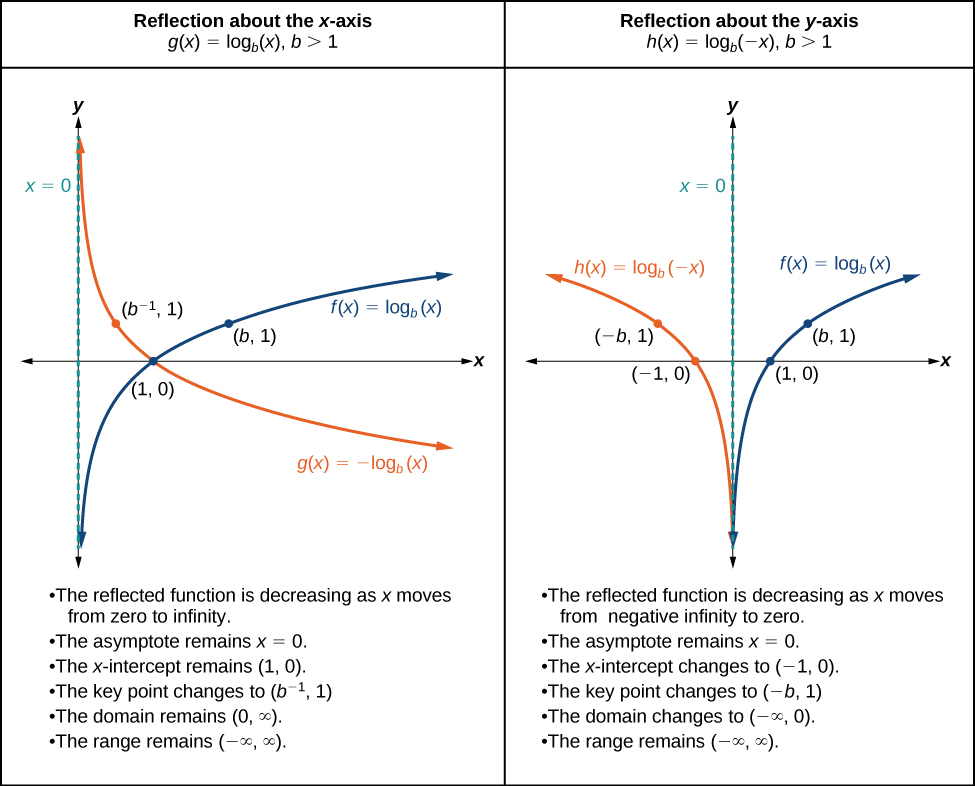 Reflection about the x-axis
g(x) = log_b(x), b > 1
y
x = 0
(b⁻¹, 1)
f(x) = log_b(x)
(b, 1)
x
(1, 0)
g(x) = −log_b(x)
•The reflected function is decreasing as x moves
from zero to infinity.
•The asymptote remains x = 0.
•The x-intercept remains (1, 0).
•The key point changes to (b⁻¹, 1)
•The domain remains (0, ∞).
•The range remains (−∞, ∞).
Reflection about the y-axis
h(x) = log_b(−x), b > 1
y
x = 0
h(x) = log_b(−x)
f(x) = log_b(x)
(−b, 1)
(b, 1)
x
(−1, 0)
(1, 0)
•The reflected function is decreasing as x moves
from negative infinity to zero.
•The asymptote remains x = 0.
•The x-intercept changes to (−1, 0).
•The key point changes to (−b, 1)
•The domain changes to (−∞, 0).
•The range remains (−∞, ∞).